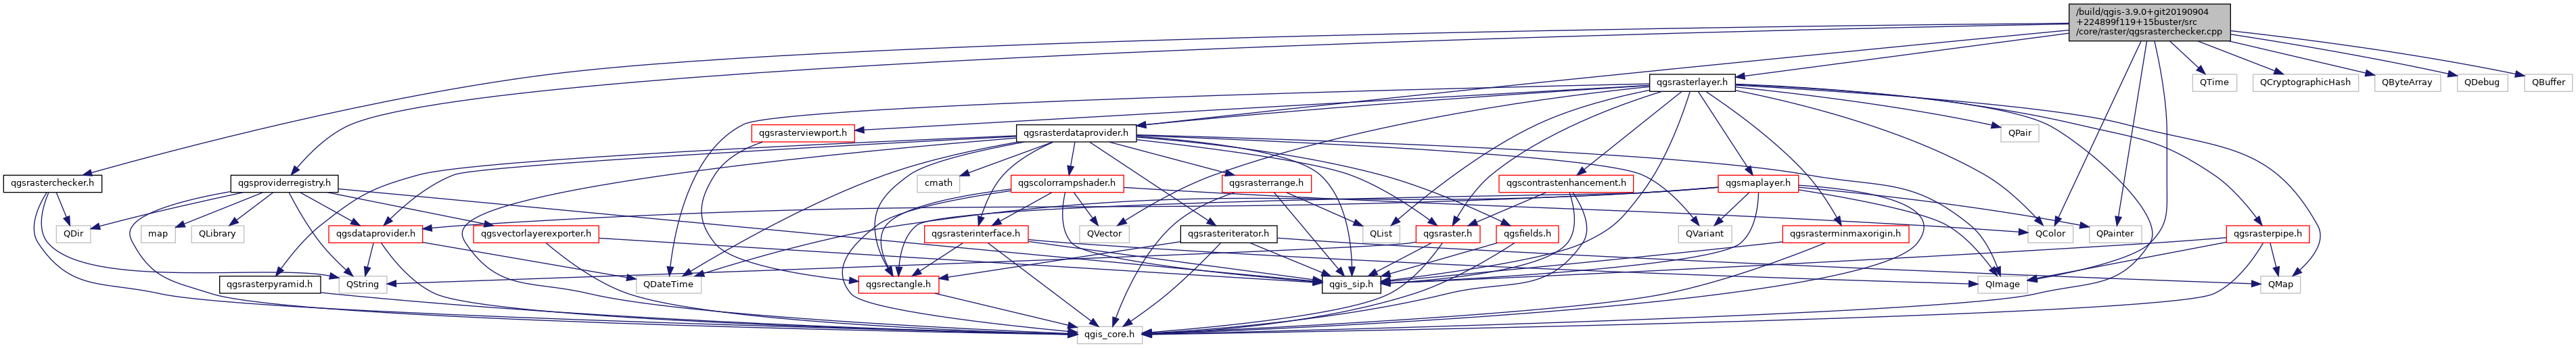 /build/qgis-3.9.0+git20190904
+224899f119+15buster/src
/core/raster/qgsrasterchecker.cpp
qgsrasterlayer.h
QTime
QCryptographicHash
QByteArray
QDebug
QBuffer
qgsrasterviewport.h
qgsrasterdataprovider.h
QPair
qgsrasterchecker.h
qgsproviderregistry.h
cmath
qgscolorrampshader.h
qgsrasterrange.h
qgscontrastenhancement.h
qgsmaplayer.h
QDir
map
QLibrary
qgsdataprovider.h
qgsvectorlayerexporter.h
qgsrasterinterface.h
QVector
qgsrasteriterator.h
QList
qgsraster.h
qgsfields.h
QVariant
qgsrasterminmaxorigin.h
QColor
QPainter
qgsrasterpipe.h
qgsrasterpyramid.h
QString
QDateTime
qgsrectangle.h
qgis_sip.h
QImage
QMap
qgis_core.h